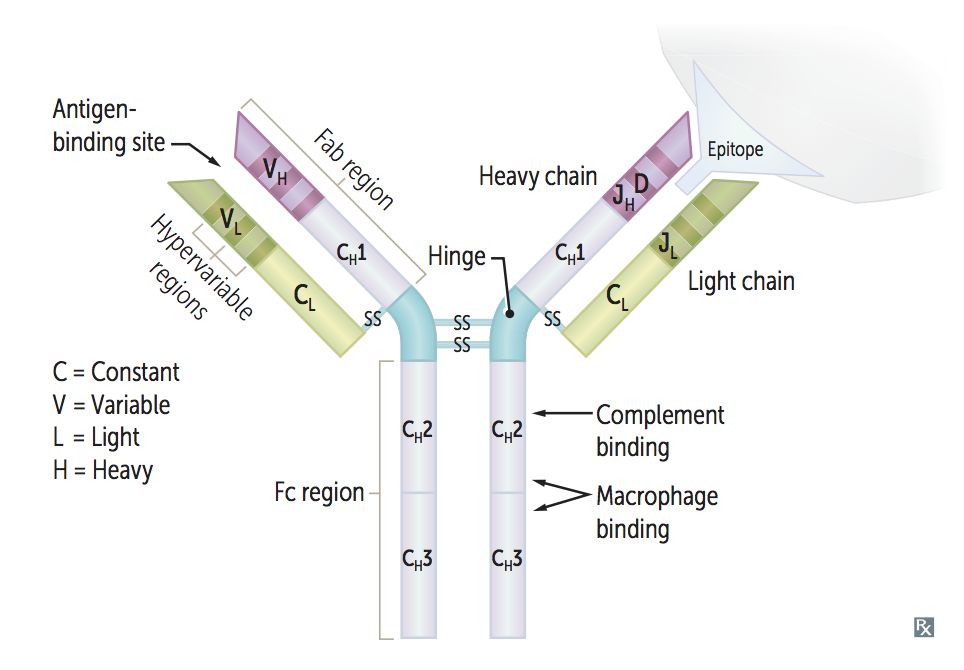 Antigen-
binding site
Fab region
VH
VL
Hypervariable
regions
CH1
CL
SS
Heavy chain
Epitope
D
JH
JL
CH1
Light chain
CL
Hinge
SS
SS
SS
C = Constant
V = Variable
L = Light
H = Heavy
CH2
CH2
Complement
binding
Fc region
Macrophage
binding
CH3
CH3
Rx